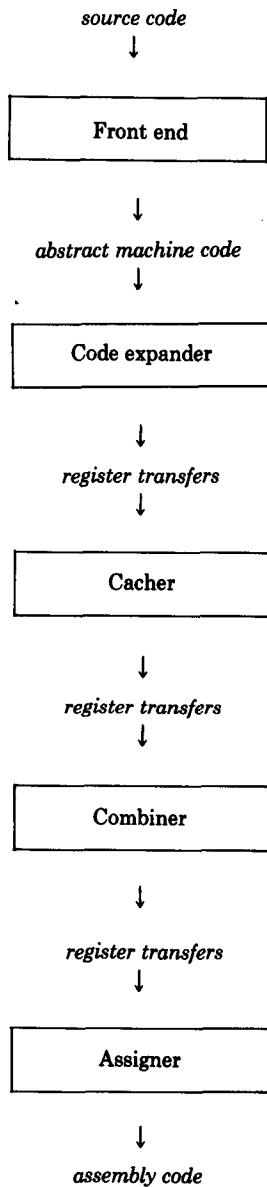 source code
Front end
abstract machine code
Code expander
register transfers
Cacher
register transfers
Combiner
register transfers
Assigner
assembly code